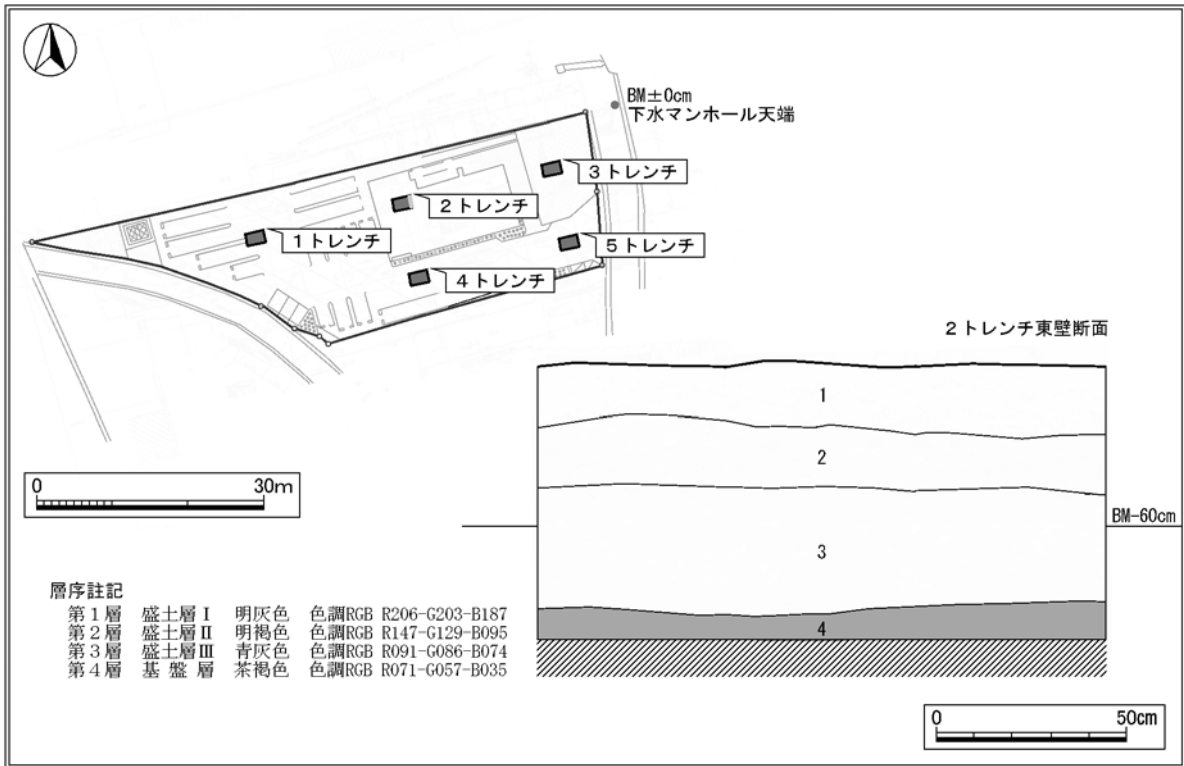 BM±0cm
下水マンホール天端
3トレンチ
2トレンチ
1トレンチ
5トレンチ
4トレンチ
2トレンチ東壁断面
0 30m
1
2
BM-60cm
3
4
層序註記
第1層 盛土層Ⅰ 明灰色 色調RGB R206-G203-B187
第2層 盛土層Ⅱ 明褐色 色調RGB R147-G129-B095
第3層 盛土層Ⅲ 青灰色 色調RGB R091-G086-B074
第4層 基盤層 茶褐色 色調RGB R071-G057-B035
0 50cm